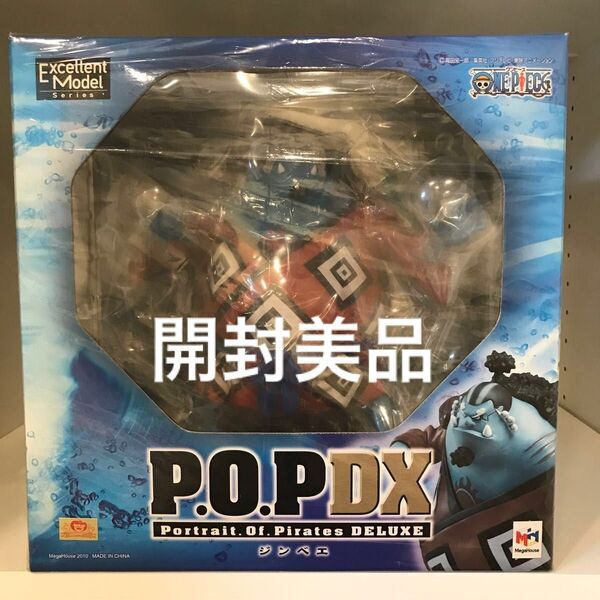 Excellent
Model
Series
ONE PIECE
開封美品
P.O.P DX
Portrait.Of.Pirates DELUXE
ジンベエ
MegaHouse 2010 MADE IN CHINA
MegaHouse